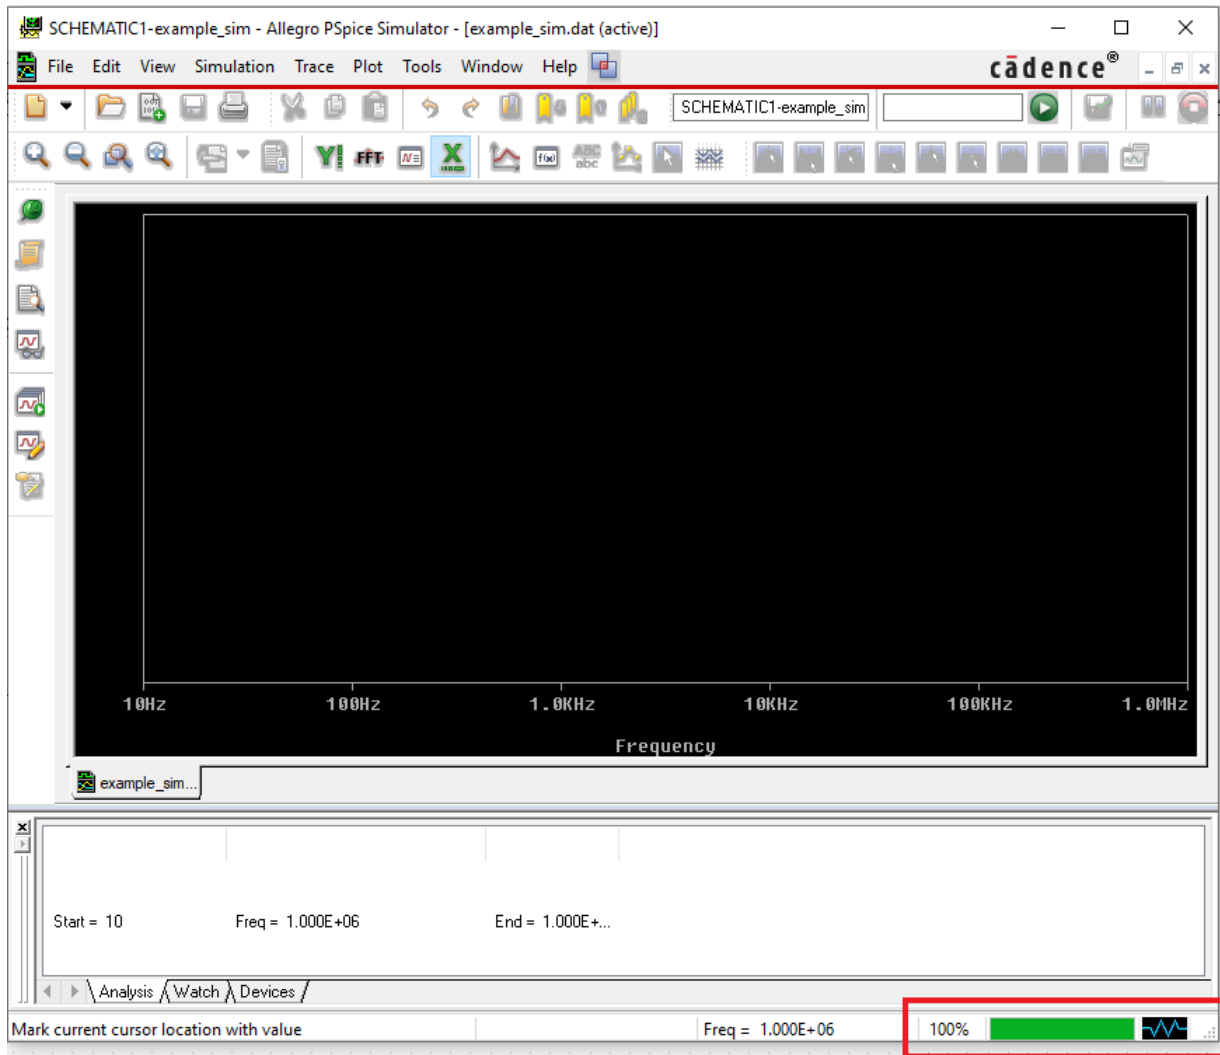 SCHEMATIC1-example_sim - Allegro PSpice Simulator - [example_sim.dat (active)]
File Edit View Simulation Trace Plot Tools Window Help cādence®
SCHEMATIC1-example_sim
FFT f(x) ABC abc
10Hz 100Hz 1.0KHz 10KHz 100KHz 1.0MHz
Frequency
example_sim...
Start = 10 Freq = 1.000E+06 End = 1.000E+...
Analysis Watch Devices
Mark current cursor location with value Freq = 1.000E+06 100%